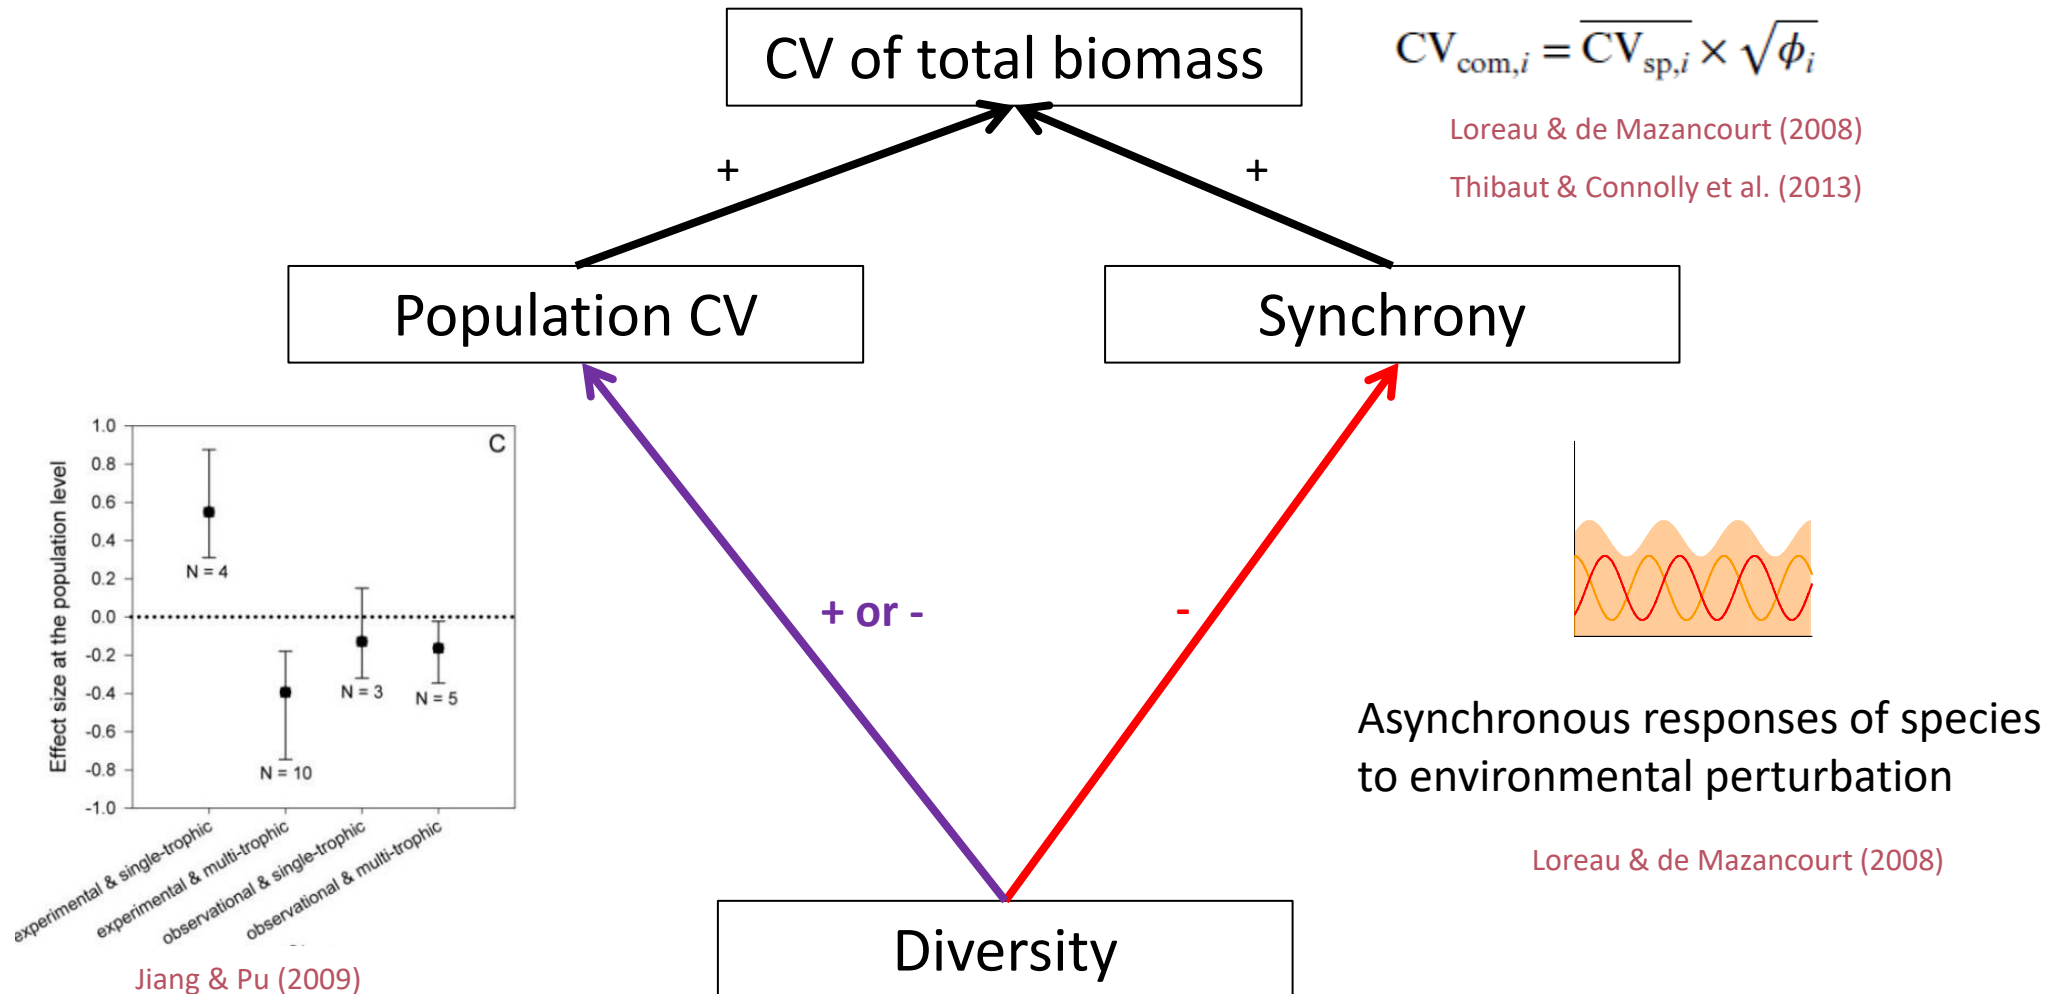 CV of total biomass
CV_com,i = \overline{CV_sp,i} × √ϕ_i
Loreau & de Mazancourt (2008)
Thibaut & Connolly et al. (2013)
+
+
Population CV
Synchrony
C
Effect size at the population level
1.0
0.8
0.6
0.4
0.2
0.0
-0.2
-0.4
-0.6
-0.8
-1.0
N = 4
N = 10
N = 3
N = 5
experimental & single-trophic
experimental & multi-trophic
observational & single-trophic
observational & multi-trophic
Jiang & Pu (2009)
+ or -
-
Asynchronous responses of species
to environmental perturbation
Loreau & de Mazancourt (2008)
Diversity